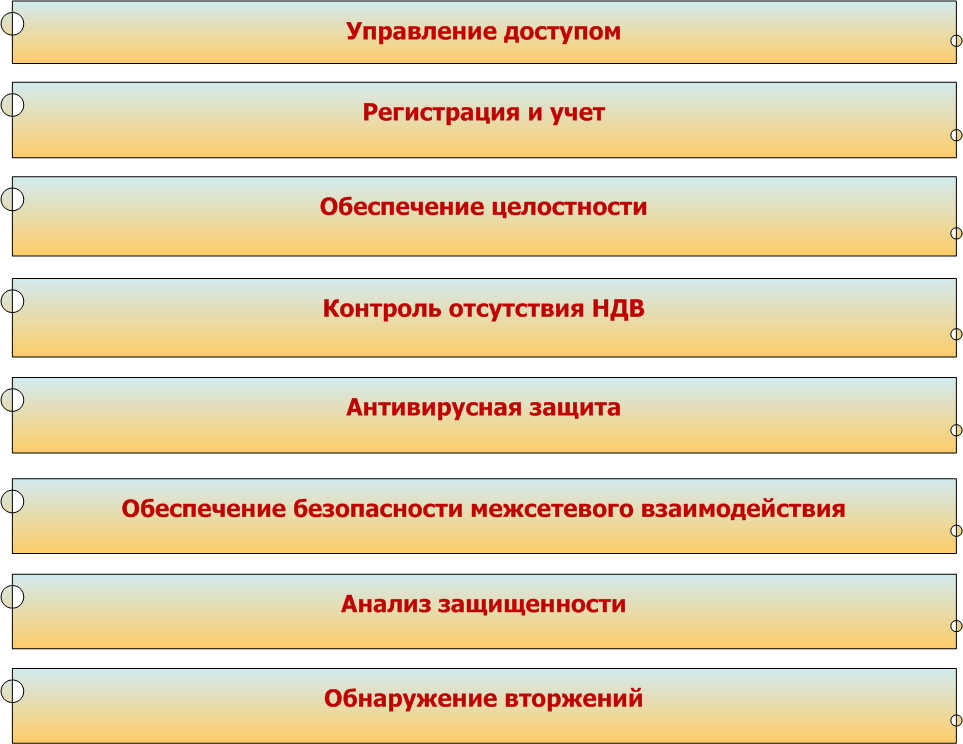 Управление доступом
Регистрация и учет
Обеспечение целостности
Контроль отсутствия НДВ
Антивирусная защита
Обеспечение безопасности межсетевого взаимодействия
Анализ защищенности
Обнаружение вторжений